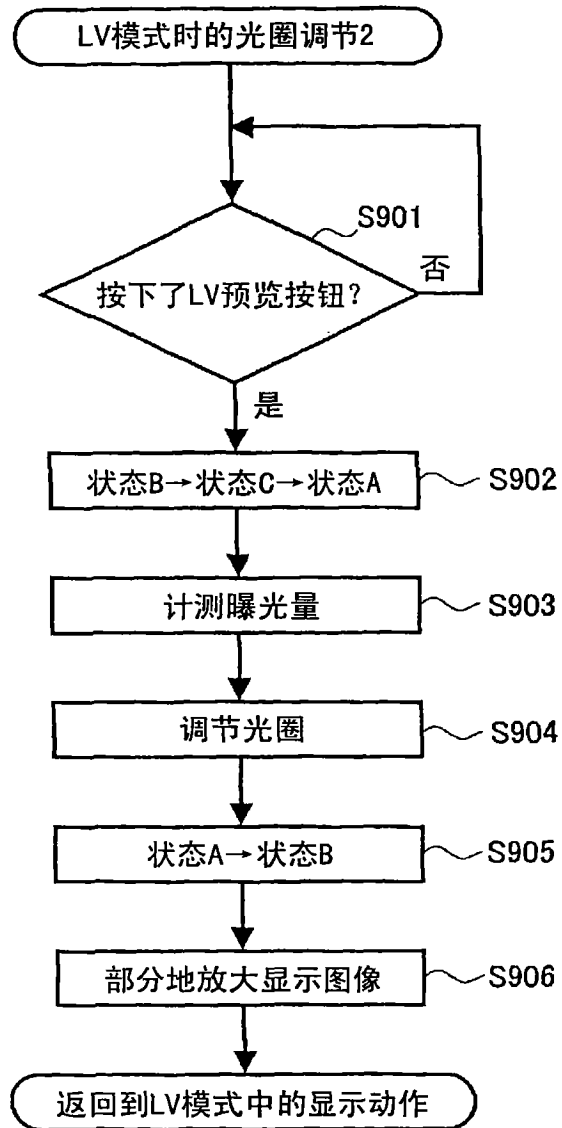 LV模式时的光圈调节2
S901
按下了LV预览按钮?
否
是
状态B→状态C→状态A
S902
计测曝光量
S903
调节光圈
S904
状态A→状态B
S905
部分地放大显示图像
S906
返回到LV模式中的显示动作